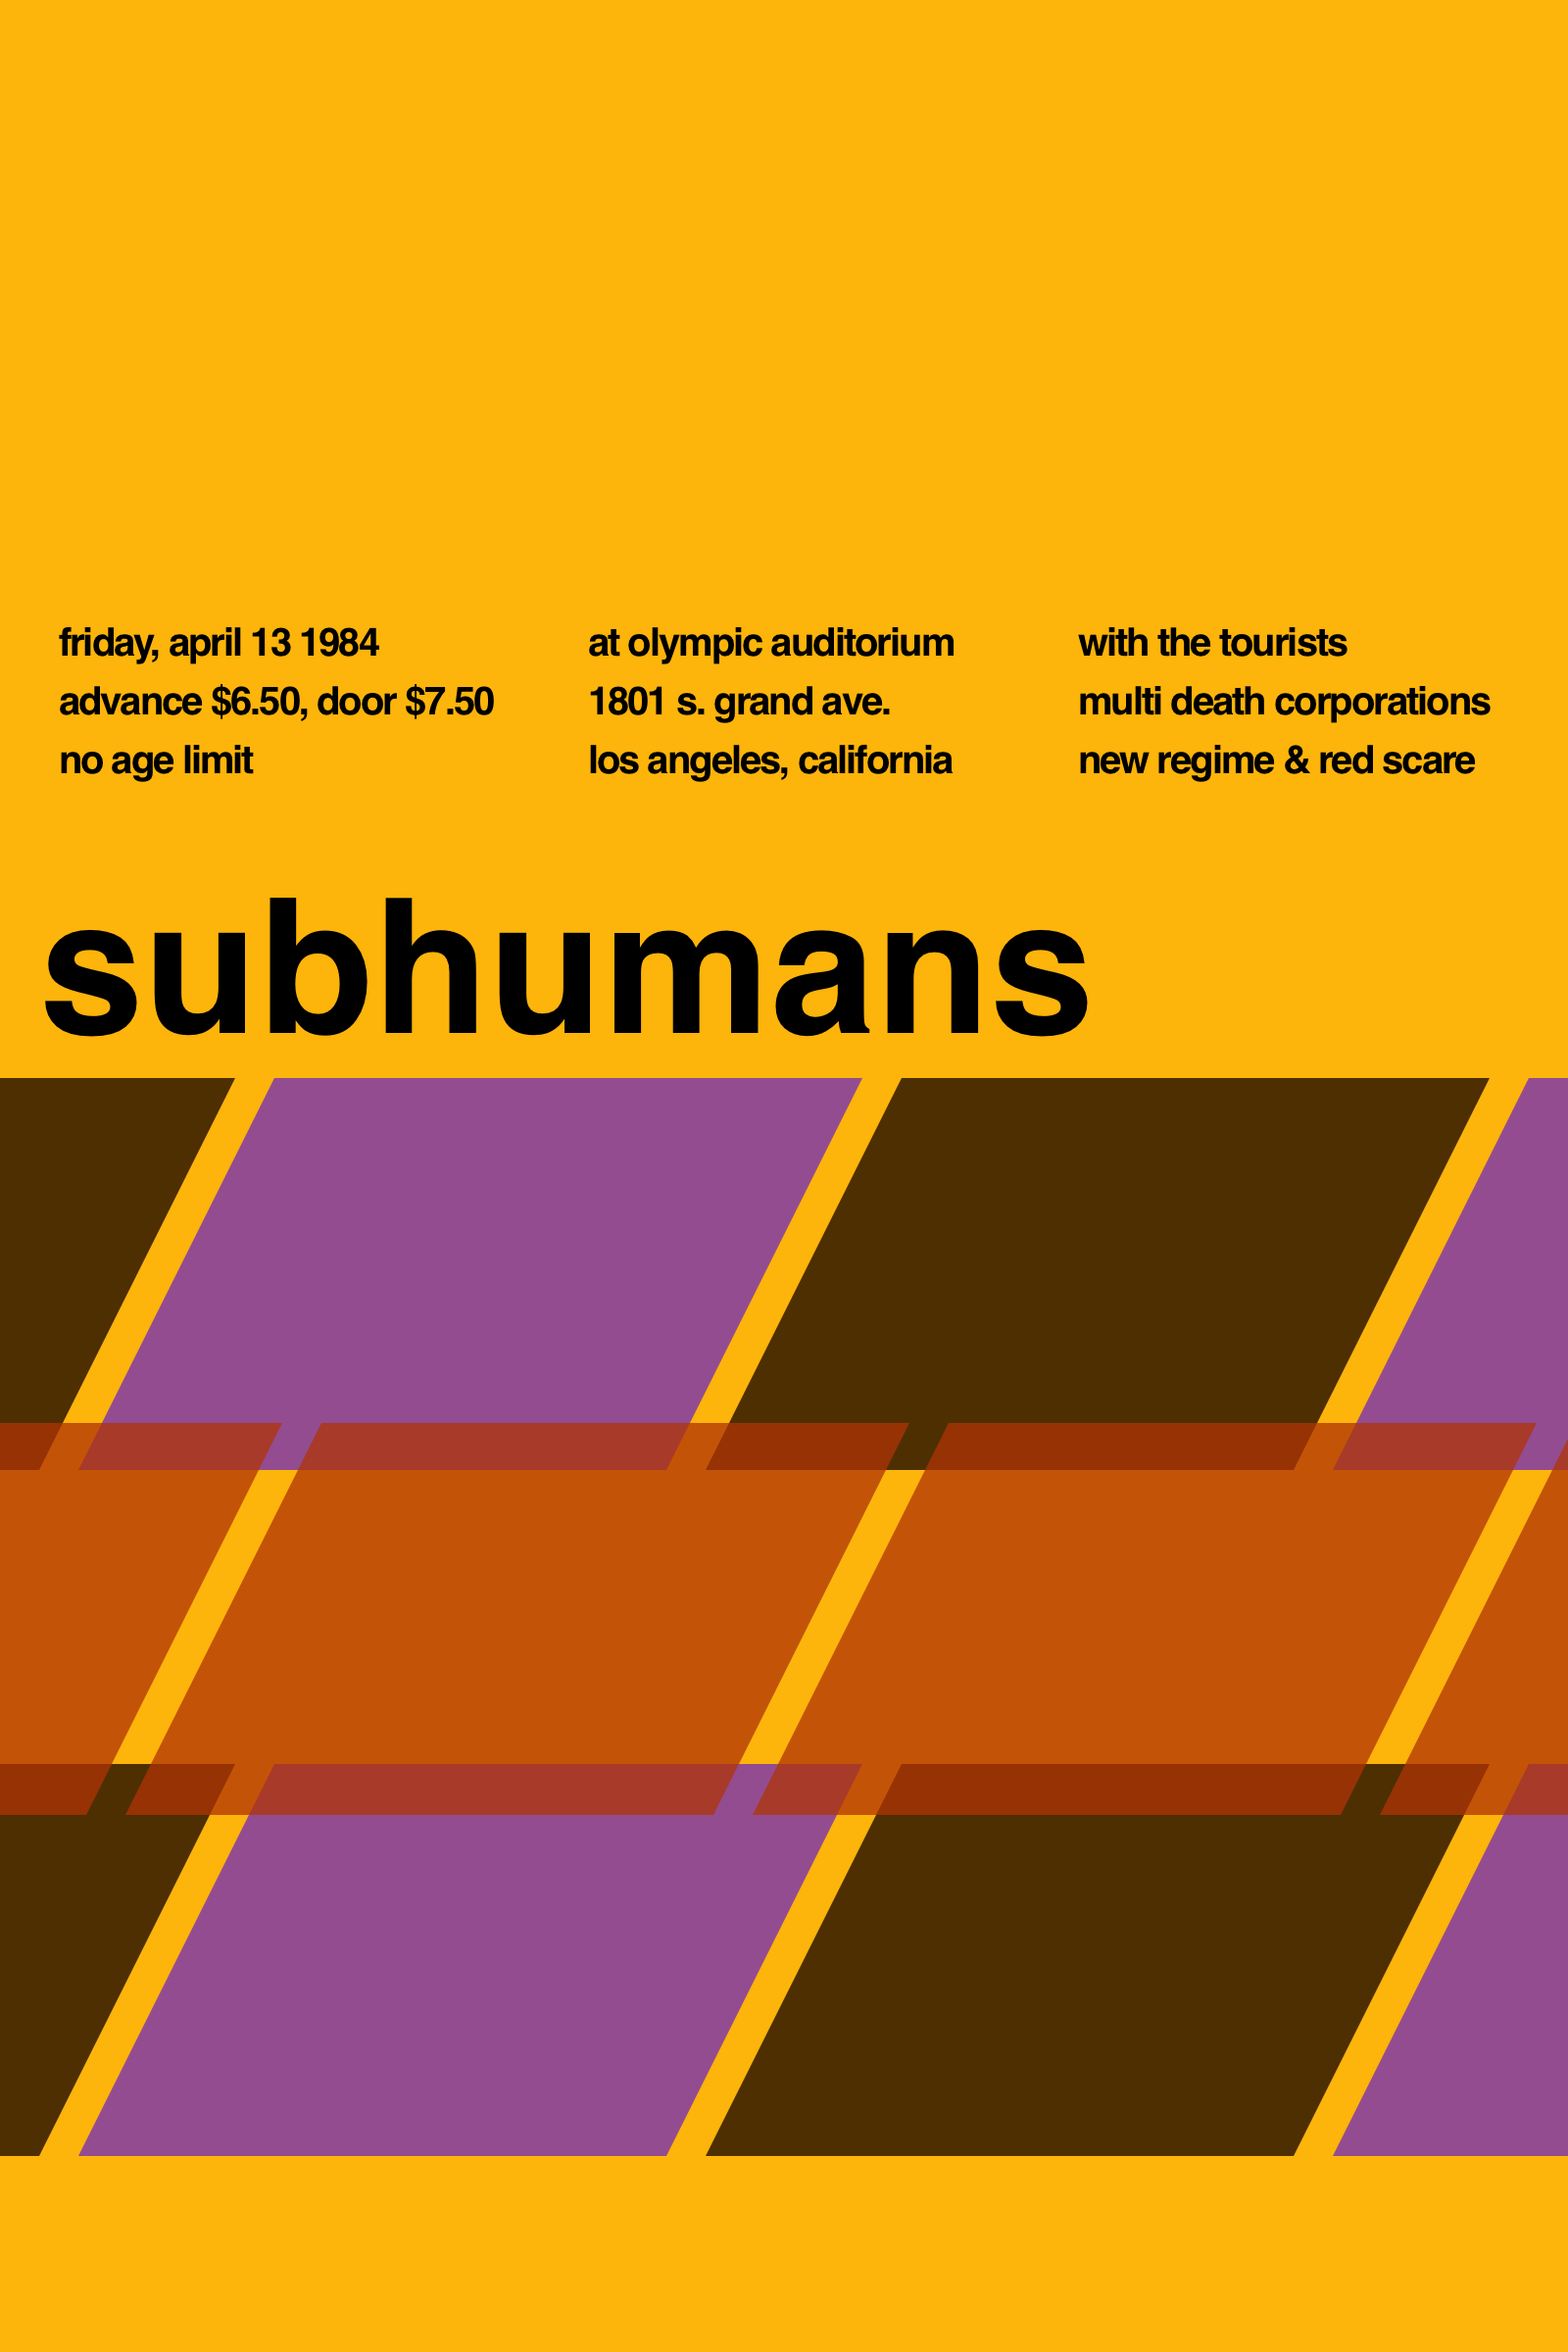 friday, april 13 1984
advance $6.50, door $7.50
no age limit
at olympic auditorium
1801 s. grand ave.
los angeles, california
with the tourists
multi death corporations
new regime & red scare
subhumans